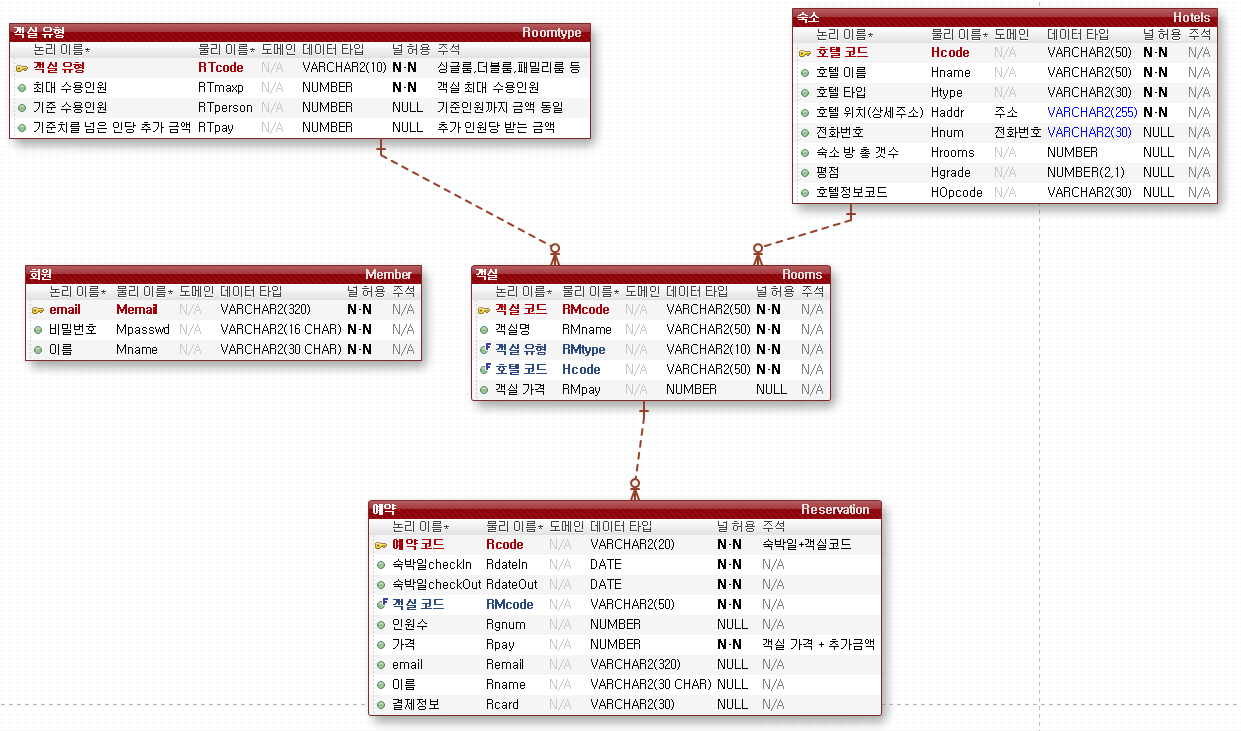 객실 유형 Roomtype
논리 이름* 물리 이름* 도메인 데이터 타입 널 허용 주석
객실 유형 RTcode N/A VARCHAR2(10) N·N 싱글룸,더블룸,패밀리룸 등
최대 수용인원 RTmaxp N/A NUMBER N·N 객실 최대 수용인원
기준 수용인원 RTperson N/A NUMBER NULL 기준인원까지 금액 동일
기준치를 넘은 인당 추가 금액 RTpay N/A NUMBER NULL 추가 인원당 받는 금액
숙소 Hotels
논리 이름* 물리 이름* 도메인 데이터 타입 널 허용 주석
호텔 코드 Hcode N/A VARCHAR2(50) N·N N/A
호텔 이름 Hname N/A VARCHAR2(50) N·N N/A
호텔 타입 Htype N/A VARCHAR2(30) N·N N/A
호텔 위치(상세주소) Haddr 주소 VARCHAR2(255) N·N N/A
전화번호 Hnum 전화번호 VARCHAR2(30) NULL N/A
숙소 방 총 갯수 Hrooms N/A NUMBER NULL N/A
평점 Hgrade N/A NUMBER(2,1) NULL N/A
호텔정보코드 HOpcode N/A VARCHAR2(30) NULL N/A
회원 Member
논리 이름* 물리 이름* 도메인 데이터 타입 널 허용 주석
email Memail N/A VARCHAR2(320) N·N N/A
비밀번호 Mpasswd N/A VARCHAR2(16 CHAR) N·N N/A
이름 Mname N/A VARCHAR2(30 CHAR) N·N N/A
객실 Rooms
논리 이름* 물리 이름* 도메인 데이터 타입 널 허용 주석
객실 코드 RMcode N/A VARCHAR2(50) N·N N/A
객실명 RMname N/A VARCHAR2(50) N·N N/A
객실 유형 RMtype N/A VARCHAR2(10) N·N N/A
호텔 코드 Hcode N/A VARCHAR2(50) N·N N/A
객실 가격 RMpay N/A NUMBER NULL N/A
예약 Reservation
논리 이름* 물리 이름* 도메인 데이터 타입 널 허용 주석
예약 코드 Rcode N/A VARCHAR2(20) N·N 숙박일+객실코드
숙박일checkIn RdateIn N/A DATE N·N N/A
숙박일checkOut RdateOut N/A DATE N·N N/A
객실 코드 RMcode N/A VARCHAR2(50) N·N N/A
인원수 Rgnum N/A NUMBER NULL N/A
가격 Rpay N/A NUMBER N·N 객실 가격 + 추가금액
email Remail N/A VARCHAR2(320) NULL N/A
이름 Rname N/A VARCHAR2(30 CHAR) NULL N/A
결제정보 Rcard N/A VARCHAR2(30) NULL N/A